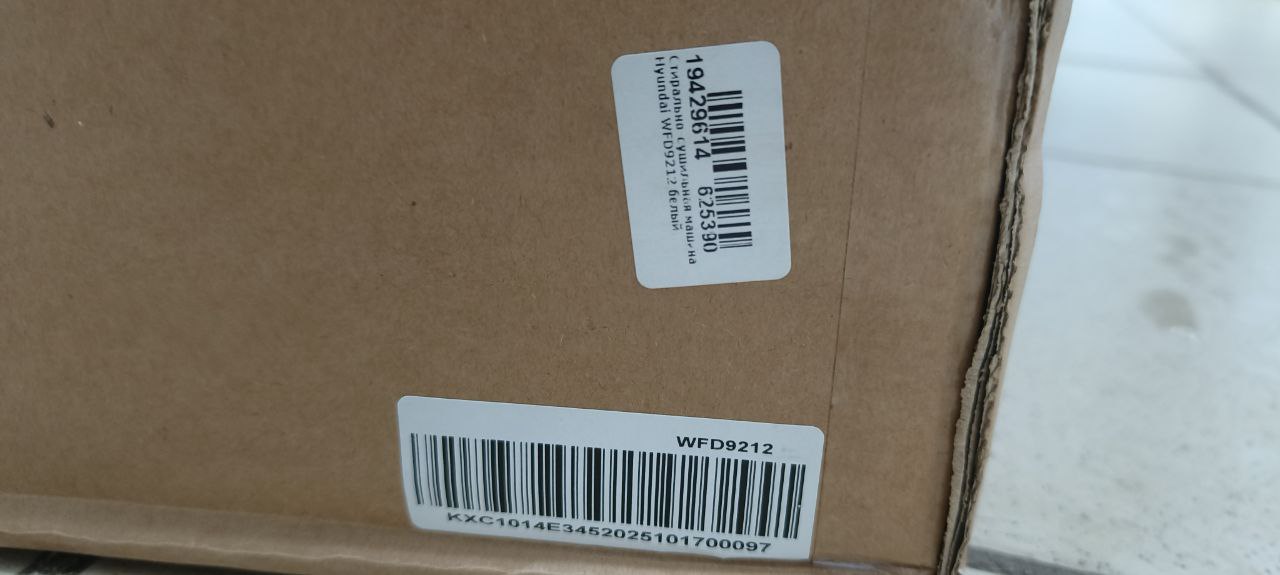 19429614 625390
Стирально сушильная машина
Hyundai WFD9212 белый
WFD9212
KXC1014E3452025101700097